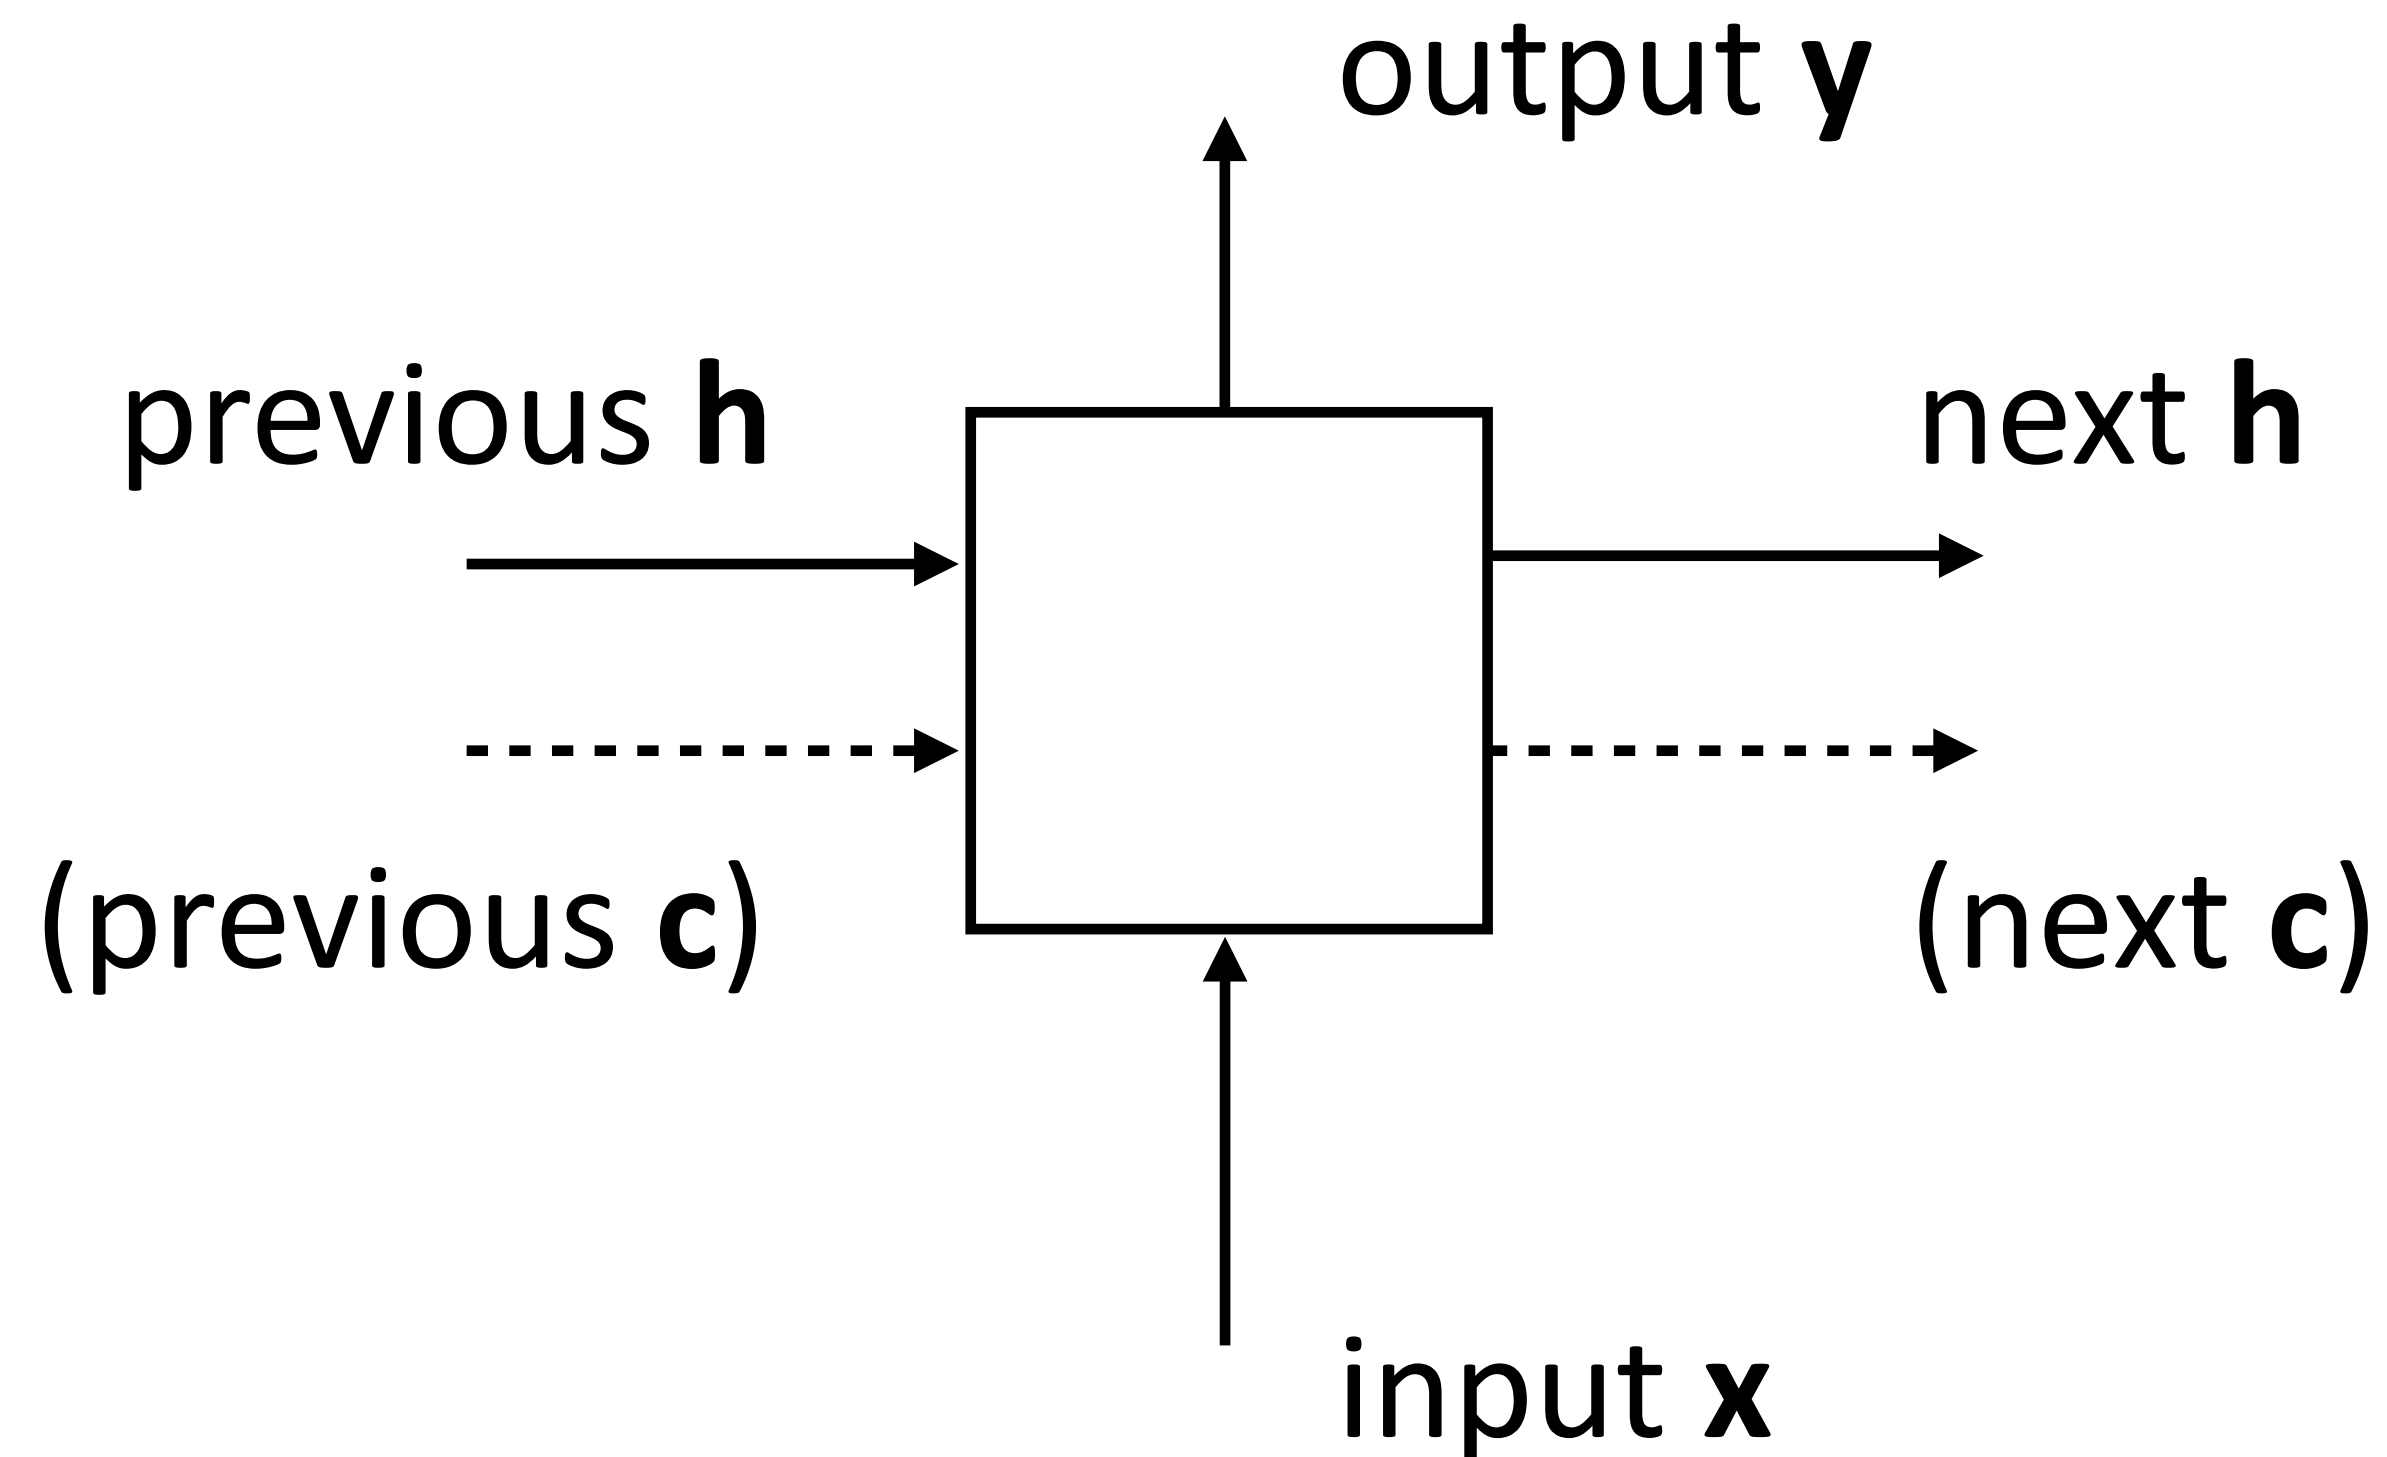 output y
previous h
next h
(previous c)
(next c)
input x